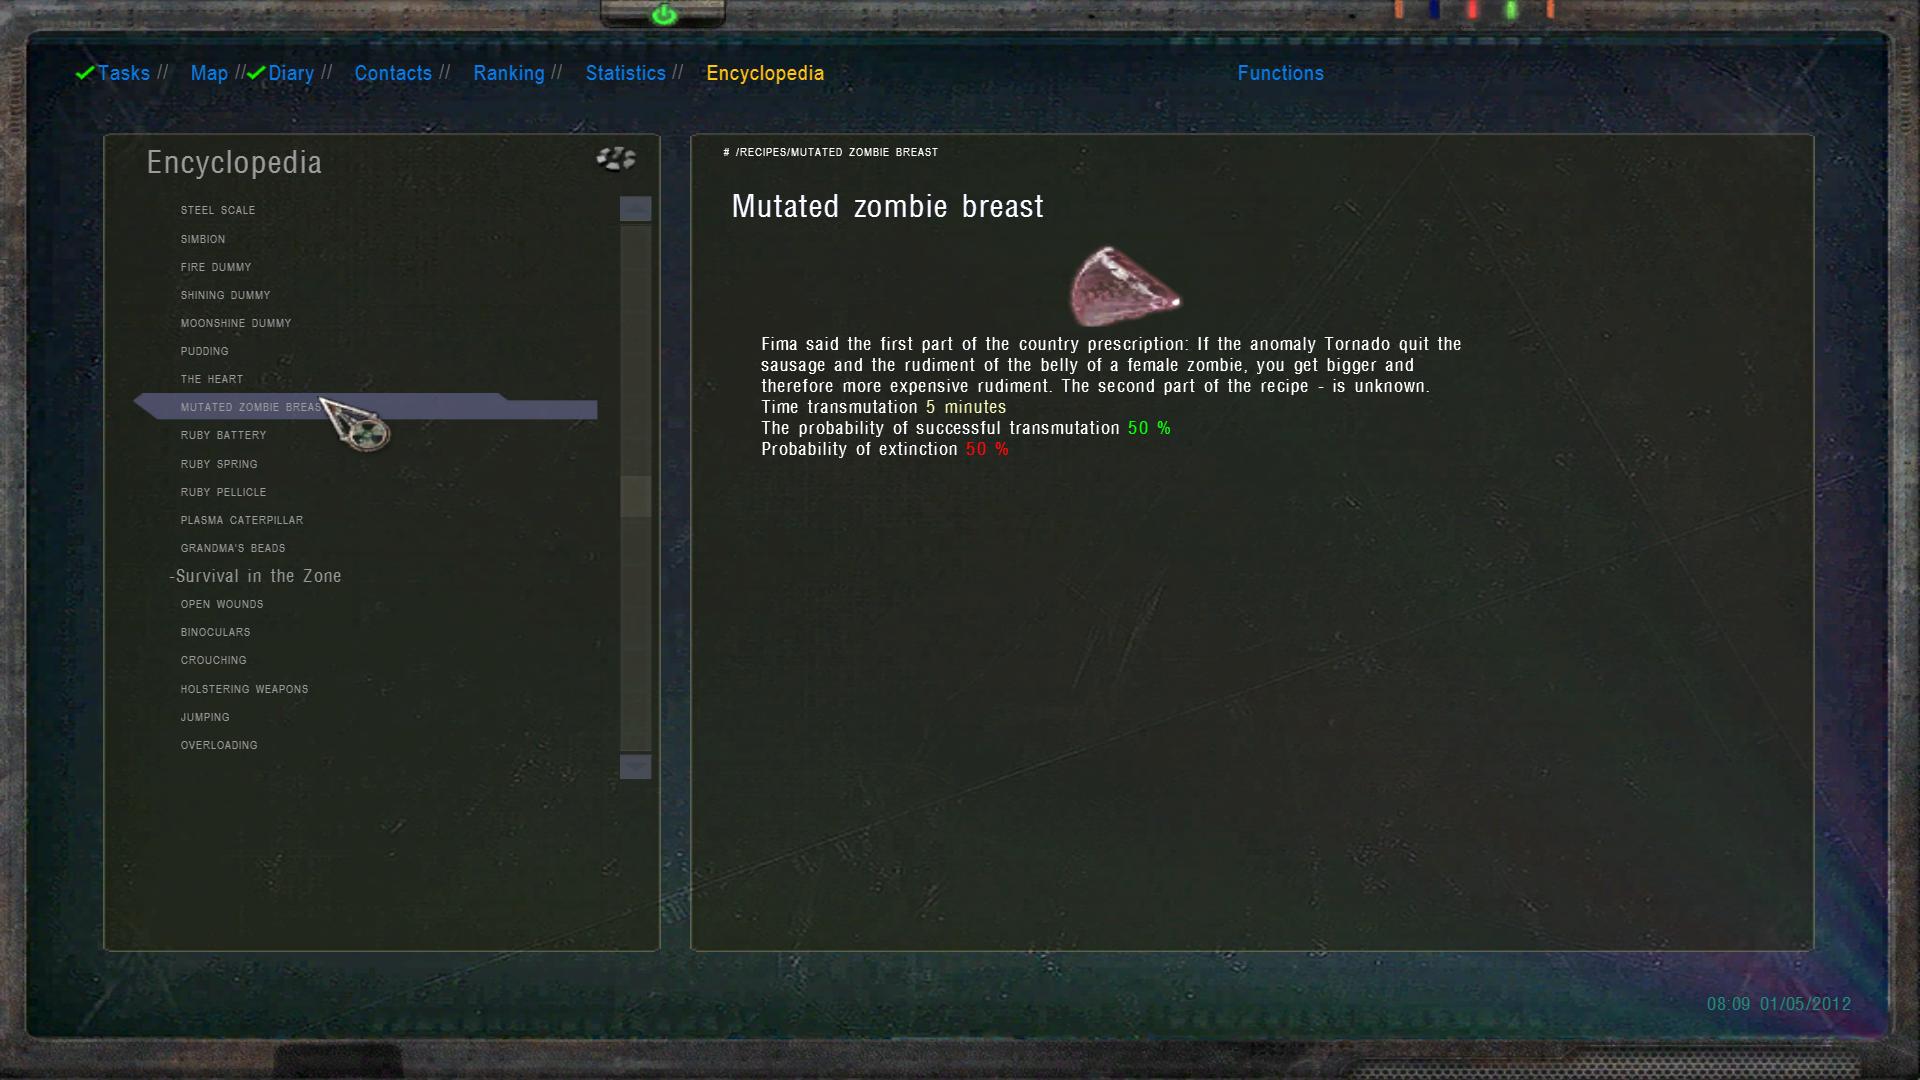 Tasks // Map // Diary // Contacts // Ranking // Statistics // Encyclopedia Functions
Encyclopedia
STEEL SCALE
SIMBION
FIRE DUMMY
SHINING DUMMY
MOONSHINE DUMMY
PUDDING
THE HEART
MUTATED ZOMBIE BREAS
RUBY BATTERY
RUBY SPRING
RUBY PELLICLE
PLASMA CATERPILLAR
GRANDMA'S BEADS
-Survival in the Zone
OPEN WOUNDS
BINOCULARS
CROUCHING
HOLSTERING WEAPONS
JUMPING
OVERLOADING
# /RECIPES/MUTATED ZOMBIE BREAST
Mutated zombie breast
Fima said the first part of the country prescription: If the anomaly Tornado quit the
sausage and the rudiment of the belly of a female zombie, you get bigger and
therefore more expensive rudiment. The second part of the recipe - is unknown.
Time transmutation 5 minutes
The probability of successful transmutation 50 %
Probability of extinction 50 %
08:09 01/05/2012